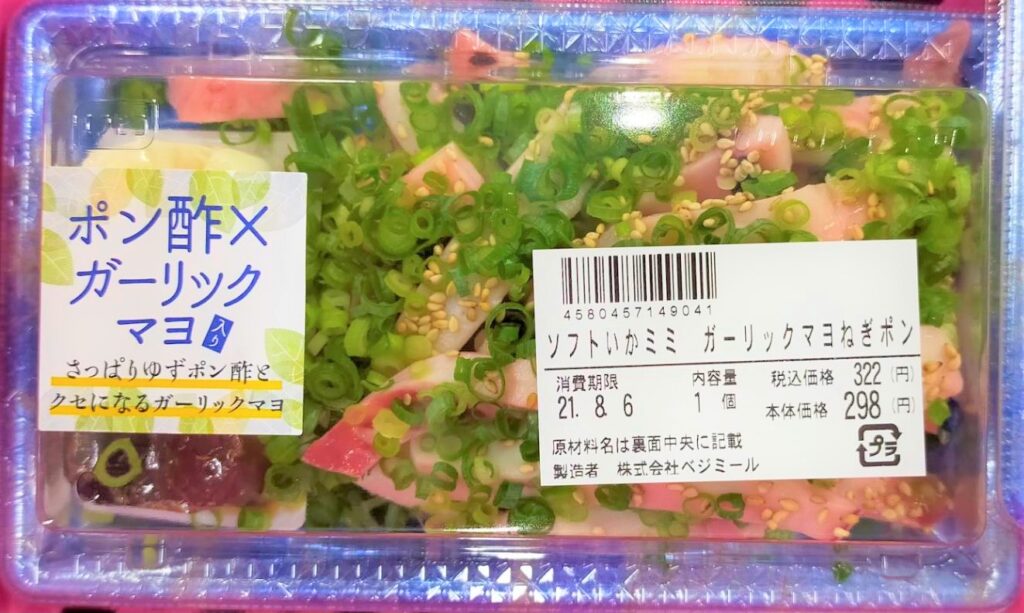 ポン酢×
ガーリック
マヨ入り
さっぱりゆずポン酢と
クセになるガーリックマヨ
4580457149041
ソフトいかミミ ガーリックマヨねぎポン
消費期限 内容量 税込価格 322 (円)
21. 8. 6 1 個 本体価格 298 (円)
原材料名は裏面中央に記載
製造者 株式会社ベジミール
プラ